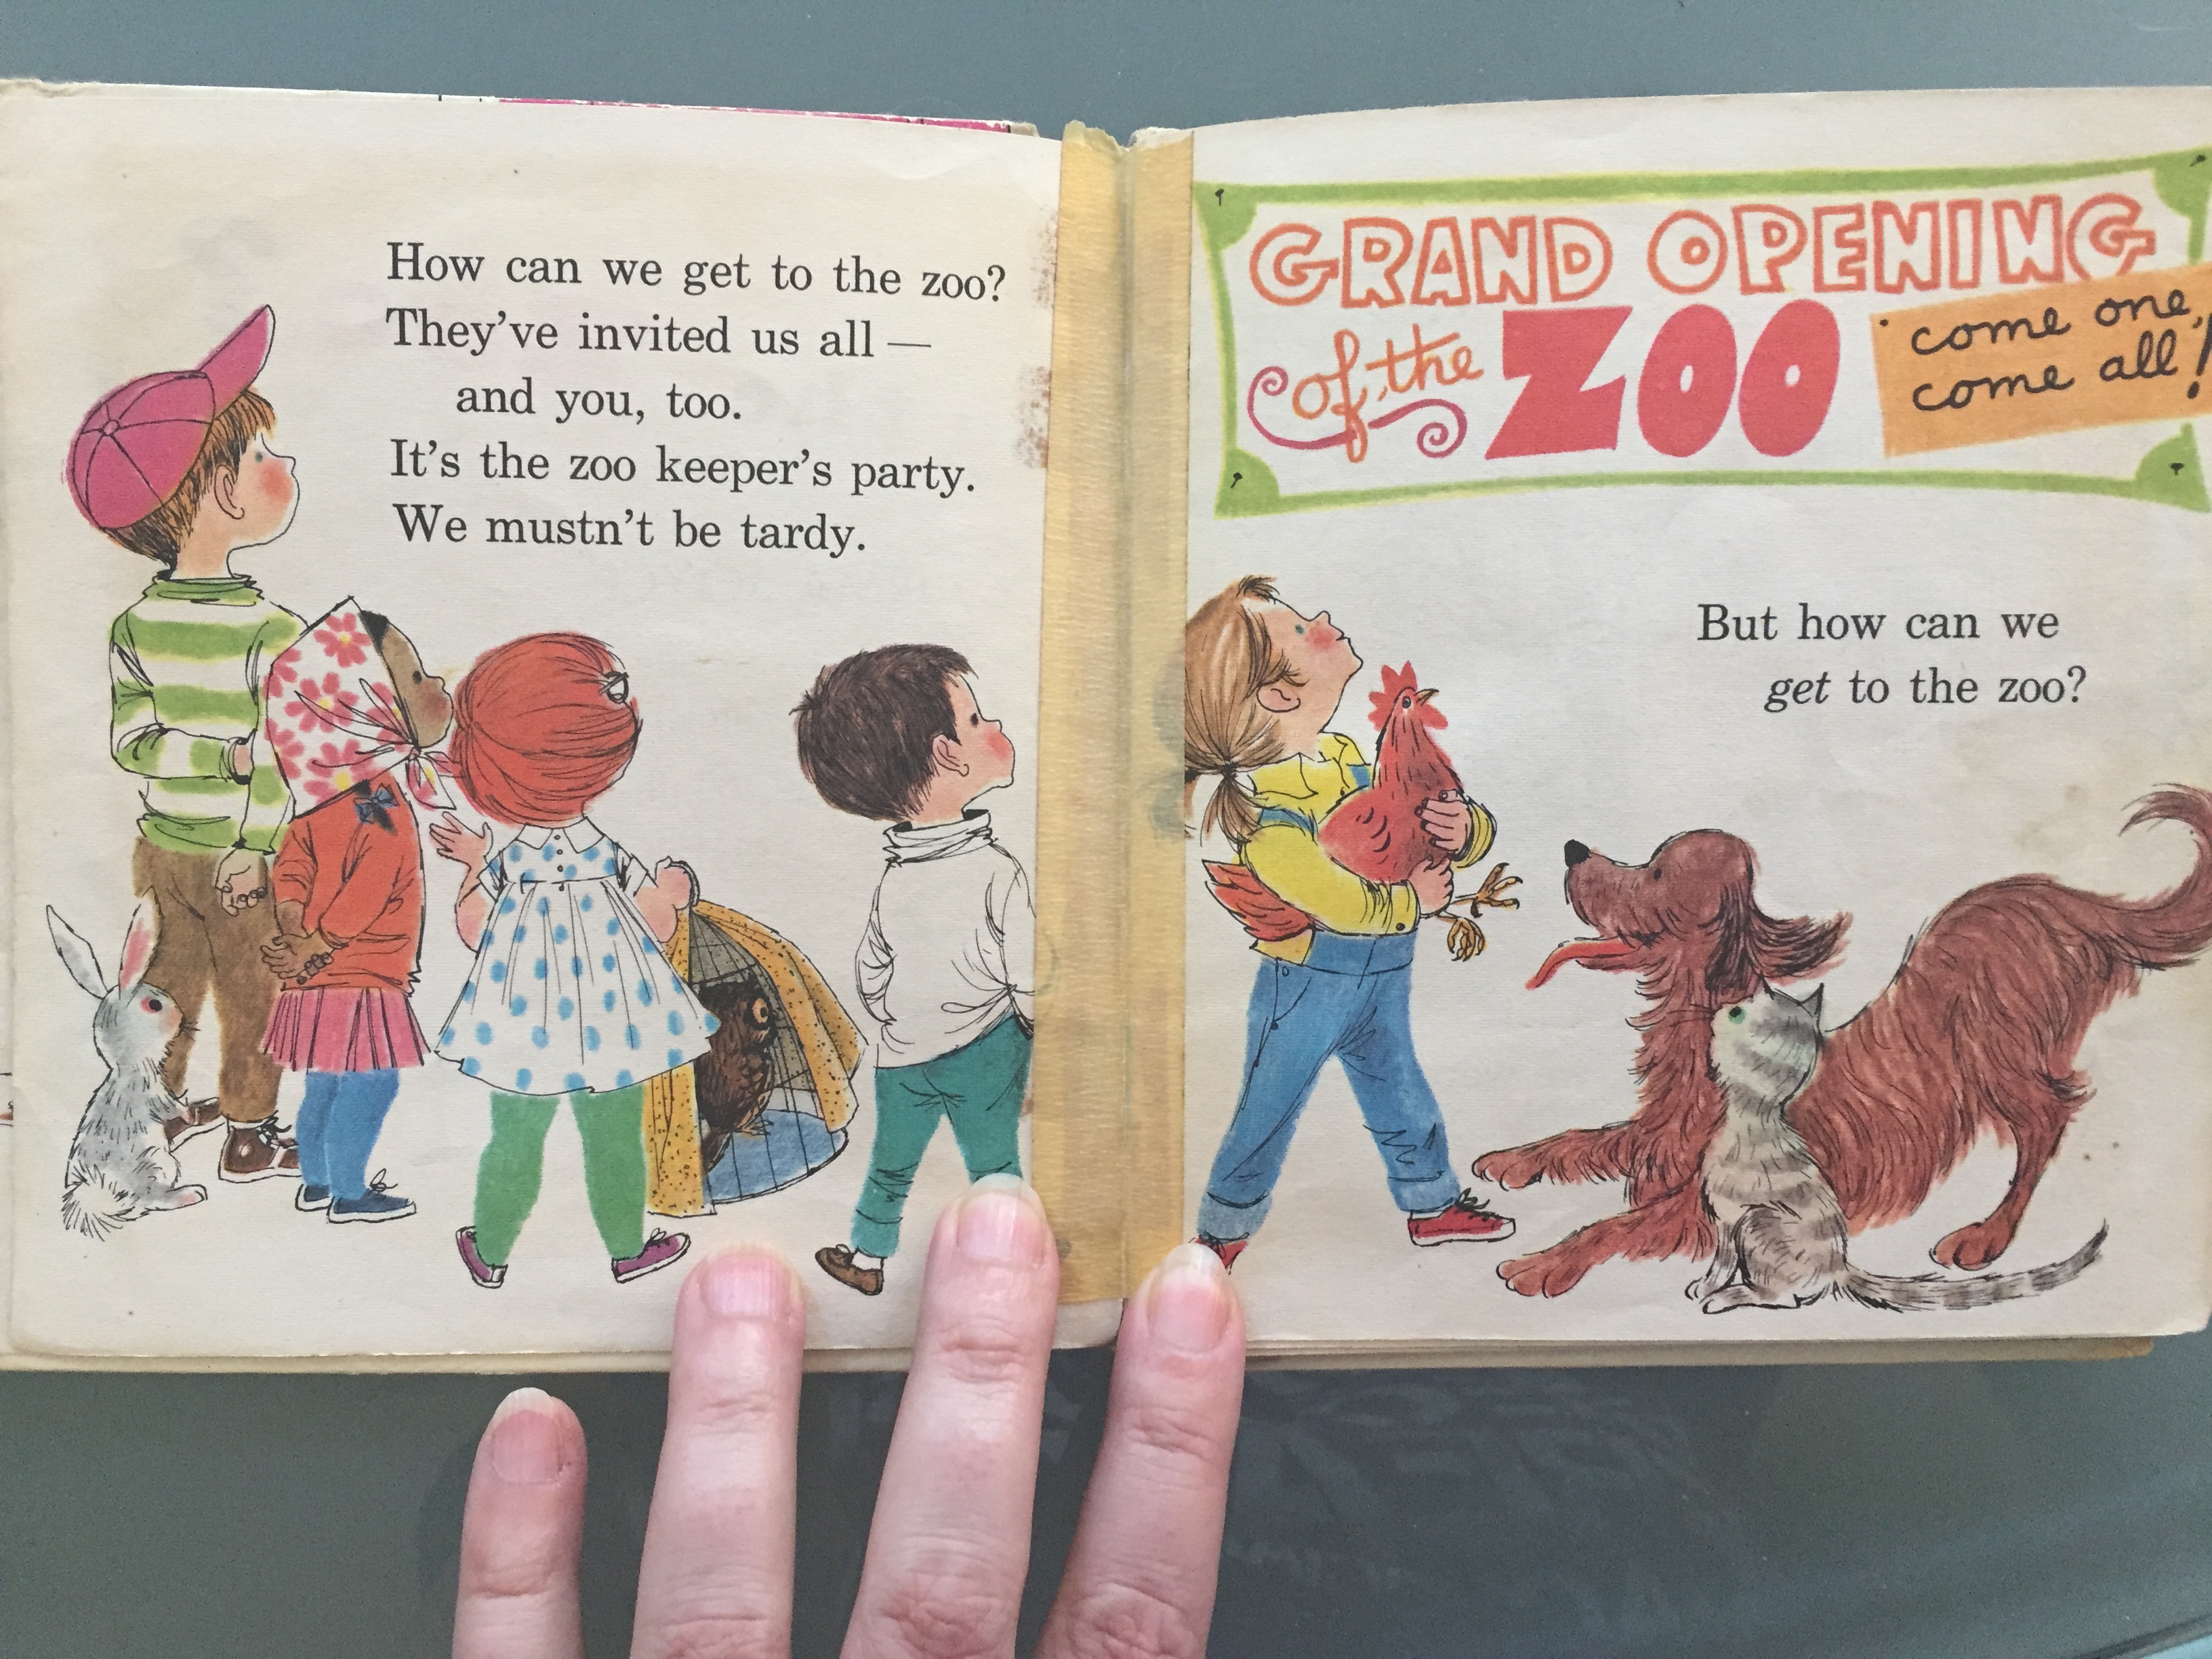 How can we get to the zoo?
They've invited us all —
and you, too.
It's the zoo keeper's party.
We mustn't be tardy.
GRAND OPENING
of the ZOO
come one,
come all!
But how can we
get to the zoo?